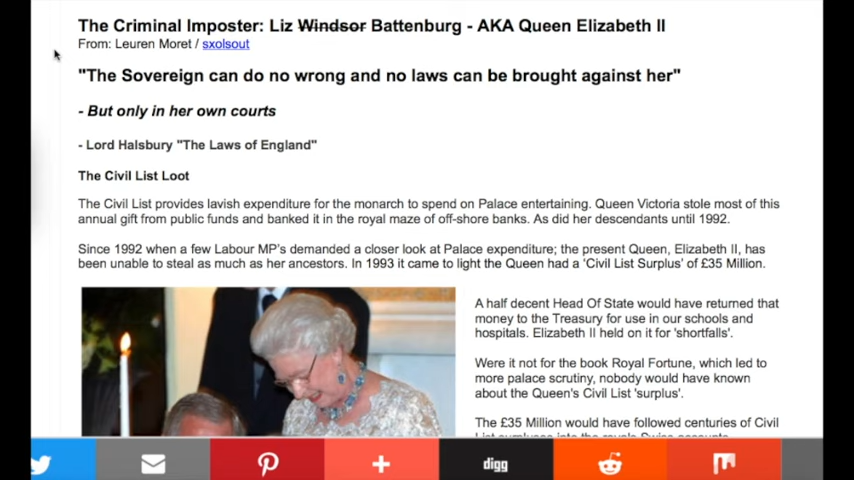 The Criminal Imposter: Liz Windsor Battenburg - AKA Queen Elizabeth II
From: Leuren Moret / sxolsout
"The Sovereign can do no wrong and no laws can be brought against her"
- But only in her own courts
- Lord Halsbury "The Laws of England"
The Civil List Loot
The Civil List provides lavish expenditure for the monarch to spend on Palace entertaining. Queen Victoria stole most of this
annual gift from public funds and banked it in the royal maze of off-shore banks. As did her descendants until 1992.
Since 1992 when a few Labour MP's demanded a closer look at Palace expenditure; the present Queen, Elizabeth II, has
been unable to steal as much as her ancestors. In 1993 it came to light the Queen had a 'Civil List Surplus' of £35 Million.
A half decent Head Of State would have returned that
money to the Treasury for use in our schools and
hospitals. Elizabeth II held on it for 'shortfalls'.
Were it not for the book Royal Fortune, which led to
more palace scrutiny, nobody would have known
about the Queen's Civil List 'surplus'.
The £35 Million would have followed centuries of Civil
List surpluses into the royals Swiss accounts
digg